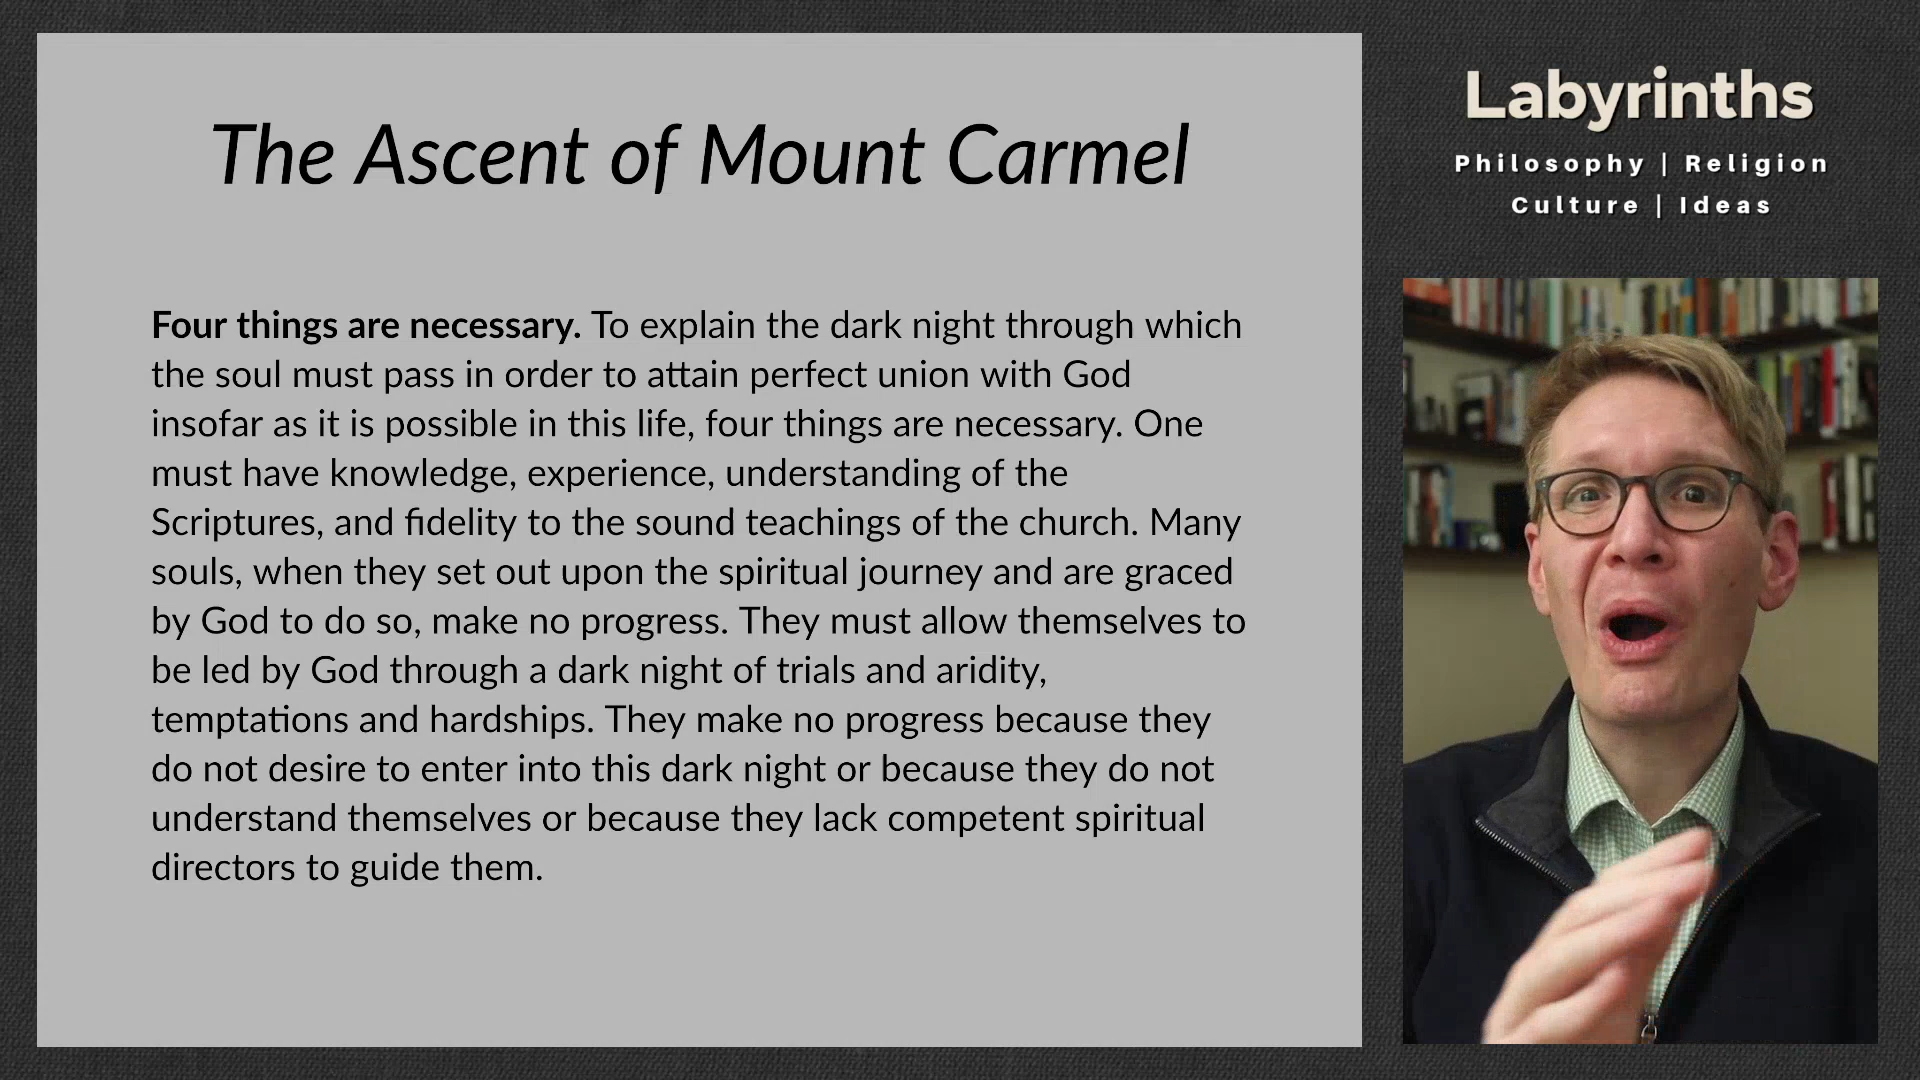 The Ascent of Mount Carmel
Four things are necessary. To explain the dark night through which
the soul must pass in order to attain perfect union with God
insofar as it is possible in this life, four things are necessary. One
must have knowledge, experience, understanding of the
Scriptures, and fidelity to the sound teachings of the church. Many
souls, when they set out upon the spiritual journey and are graced
by God to do so, make no progress. They must allow themselves to
be led by God through a dark night of trials and aridity,
temptations and hardships. They make no progress because they
do not desire to enter into this dark night or because they do not
understand themselves or because they lack competent spiritual
directors to guide them.
Labyrinths
Philosophy | Religion
Culture | Ideas